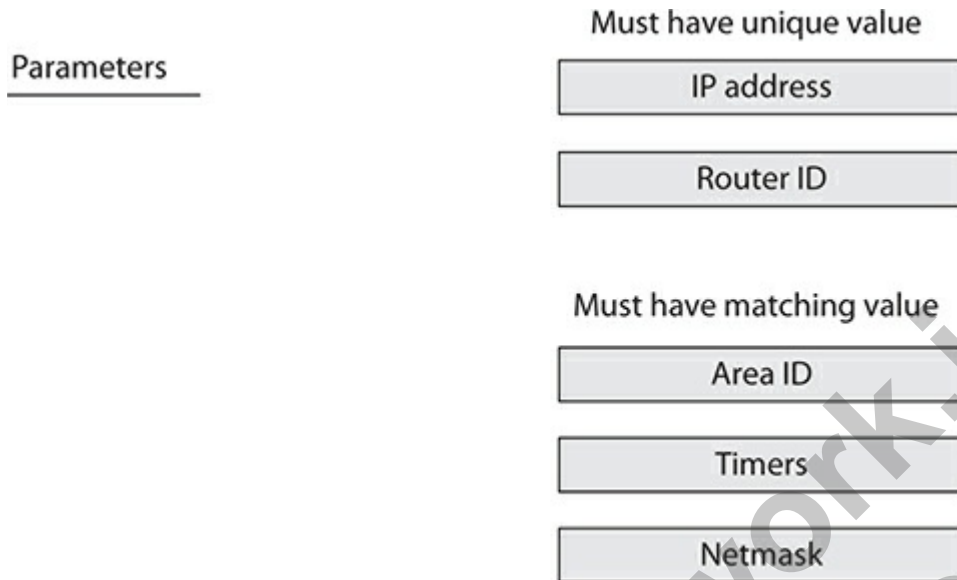 Must have unique value
Parameters
IP address
Router ID
Must have matching value
Area ID
Timers
Netmask